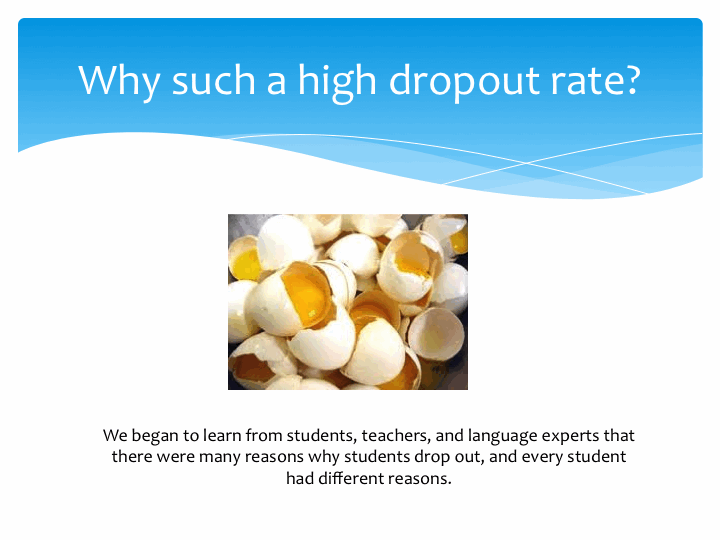 Why such a high dropout rate?
We began to learn from students, teachers, and language experts that
there were many reasons why students drop out, and every student
had different reasons.